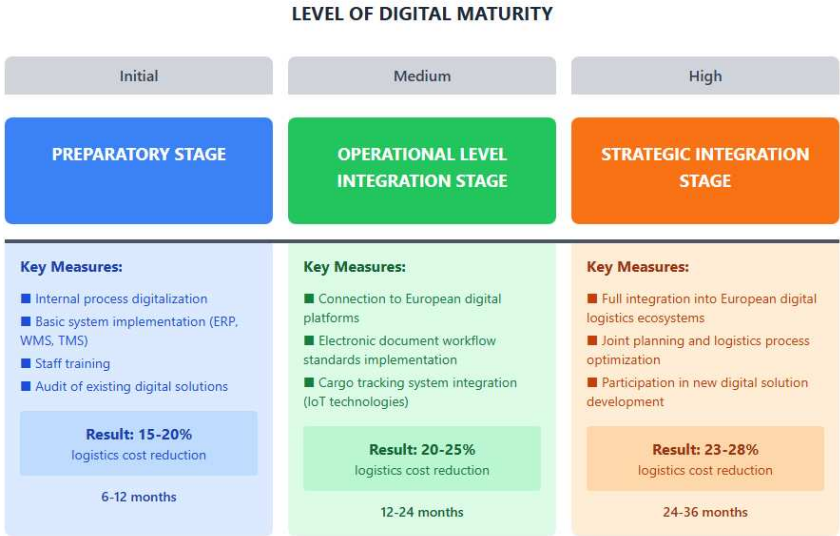 LEVEL OF DIGITAL MATURITY
Initial
Medium
High
PREPARATORY STAGE
OPERATIONAL LEVEL
INTEGRATION STAGE
STRATEGIC INTEGRATION
STAGE
Key Measures:
■ Internal process digitalization
■ Basic system implementation (ERP,
WMS, TMS)
■ Staff training
■ Audit of existing digital solutions
Result: 15-20%
logistics cost reduction
6-12 months
Key Measures:
■ Connection to European digital
platforms
■ Electronic document workflow
standards implementation
■ Cargo tracking system integration
(IoT technologies)
Result: 20-25%
logistics cost reduction
12-24 months
Key Measures:
■ Full integration into European digital
logistics ecosystems
■ Joint planning and logistics process
optimization
■ Participation in new digital solution
development
Result: 23-28%
logistics cost reduction
24-36 months